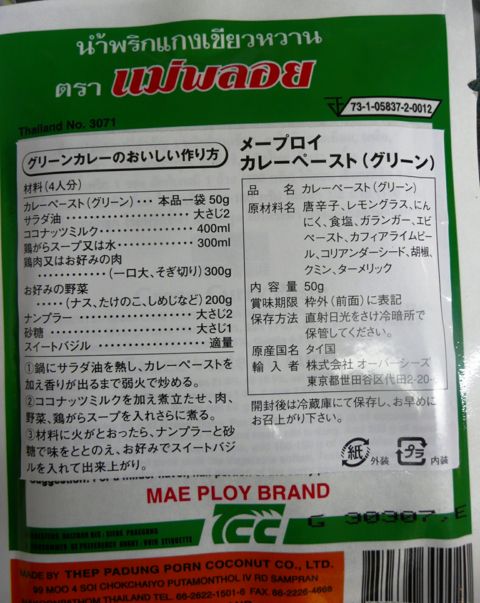 น้ำพริกแกงเขียวหวาน
ตรา แม่พลอย
73-1-05837-2-0012
Thailand No. 3071
グリーンカレーのおいしい作り方
材料(4人分)
カレーペースト(グリーン)・・・本品一袋 50g
サラダ油・・・・・・・・・・・・・・・大さじ2
ココナッツミルク・・・・・・・・・・400ml
鶏がらスープ又は水・・・・・・・・300ml
鶏肉又はお好みの肉
・・・・・・(一口大、そぎ切り)300g
お好みの野菜
・・・・・(ナス、たけのこ、しめじなど)200g
ナンプラー・・・・・・・・・・・・・大さじ2
砂糖・・・・・・・・・・・・・・・・・大さじ1
スイートバジル・・・・・・・・・・・適量
①鍋にサラダ油を熱し、カレーペーストを
加え香りが出るまで弱火で炒める。
②ココナッツミルクを加え煮立たせ、肉、
野菜、鶏がらスープを入れさらに煮る。
③材料に火がとおったら、ナンプラーと砂
糖で味をととのえ、お好みでスイートバジ
ルを入れて出来上がり。
メープロイ
カレーペースト(グリーン)
品名 カレーペースト(グリーン)
原材料名 唐辛子、レモングラス、にん
にく、食塩、ガランガー、エビ
ペースト、カフィアライムピー
ル、コリアンダーシード、胡椒、
クミン、ターメリック
内容量 50g
賞味期限 枠外(前面)に表記
保存方法 直射日光をさけ冷暗所で
保管してください。
原産国名 タイ国
輸入者 株式会社 オーバーシーズ
東京都世田谷区代田2-20-
開封後は冷蔵庫にて保存し、お早めに
お召上がり下さい。
紙 外装 プラ 内装
MAE PLOY BRAND
TCC
G 30307.E
MADE BY THEP PADUNG PORN COCONUT CO., LTD.
99 MOO 4 SOI CHOKCHAIYO PUTAMONTHOL IV RD SAMPRAN
THAILAND TEL. 66-2622-1501-6 FAX. 66-2226-4668